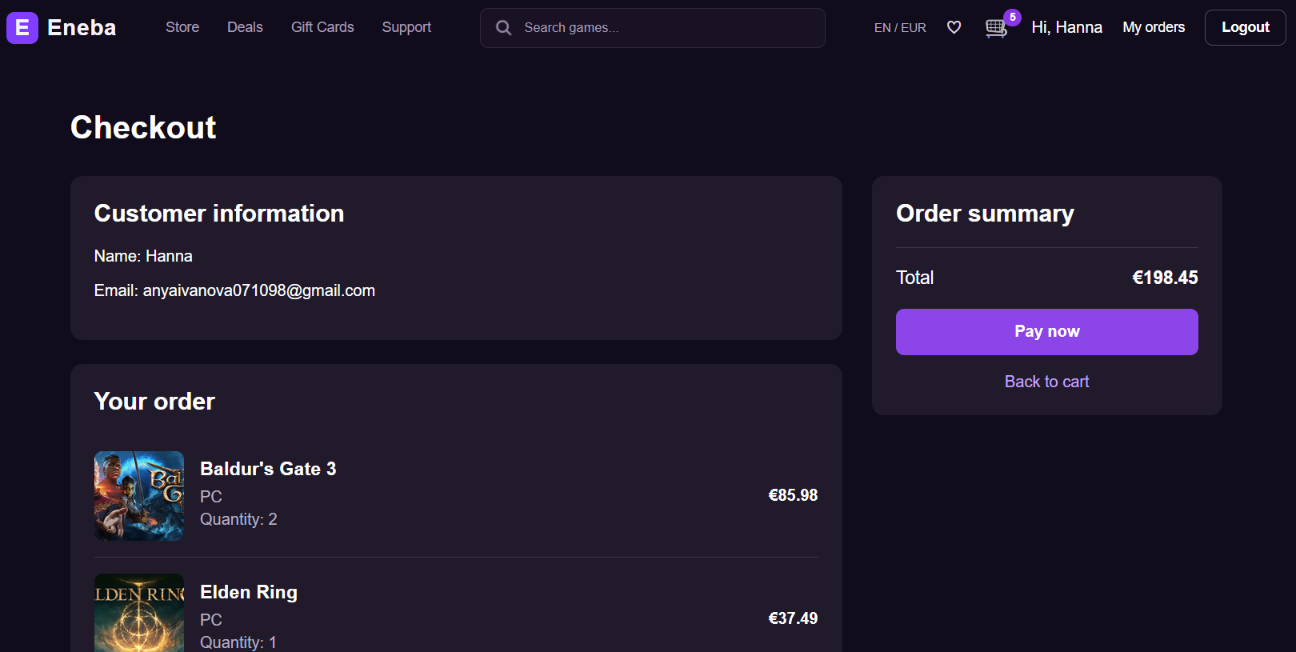 E Eneba Store Deals Gift Cards Support Search games... EN / EUR 5 Hi, Hanna My orders Logout
Checkout
Customer information
Name: Hanna
Email: anyaivanova071098@gmail.com
Order summary
Total €198.45
Pay now
Back to cart
Your order
Baldur's Gate 3
PC
Quantity: 2
€85.98
ELDEN RING
Elden Ring
PC
Quantity: 1
€37.49